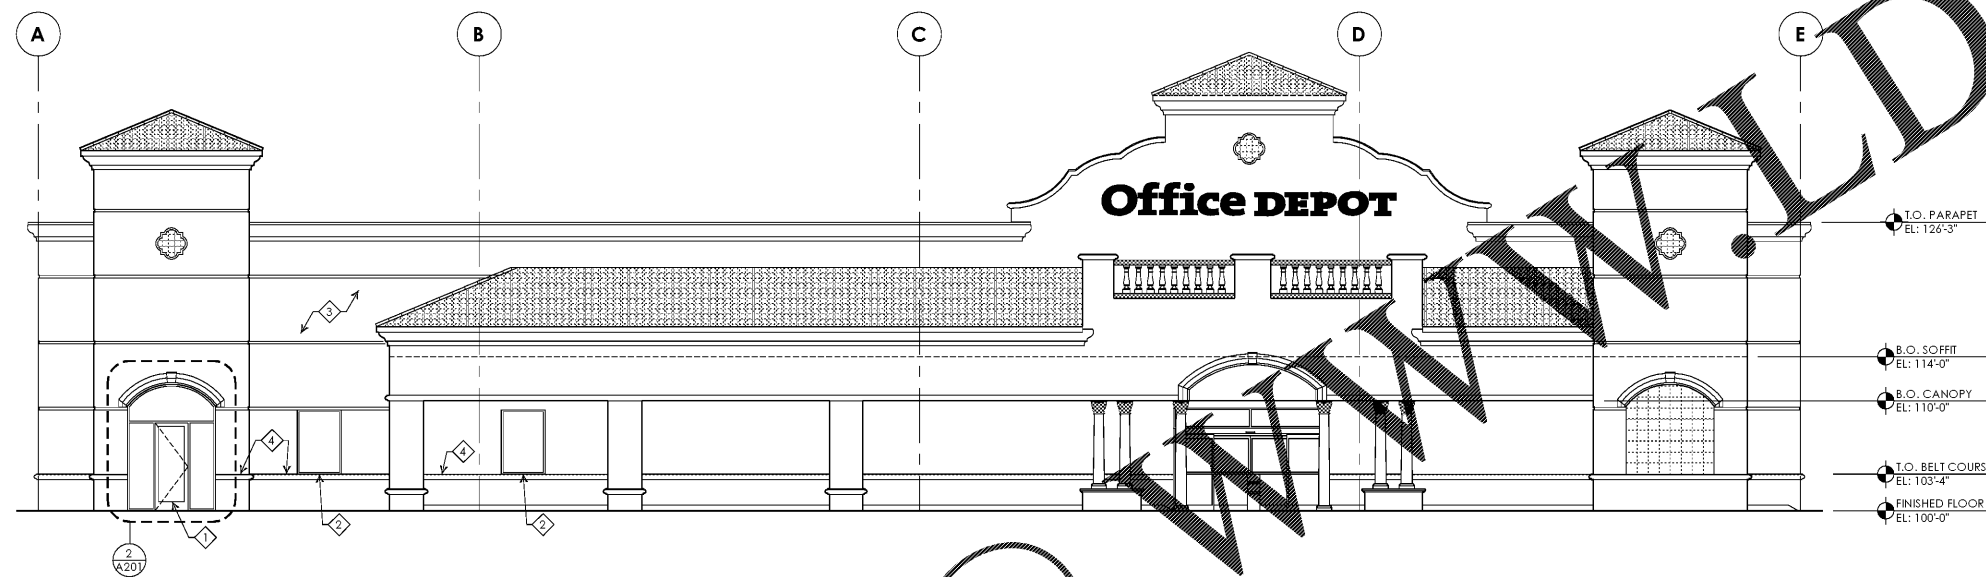 A
B
C
D
E
Office DEPOT
T.O. PARAPET
EL: 126'-3"
3
B.O. SOFFIT
EL: 114'-0"
B.O. CANOPY
EL: 110'-0"
4
4
T.O. BELT COURS
EL: 103'-4"
FINISHED FLOOR
EL: 100'-0"
2
2
1
2
A201
WWW.LD